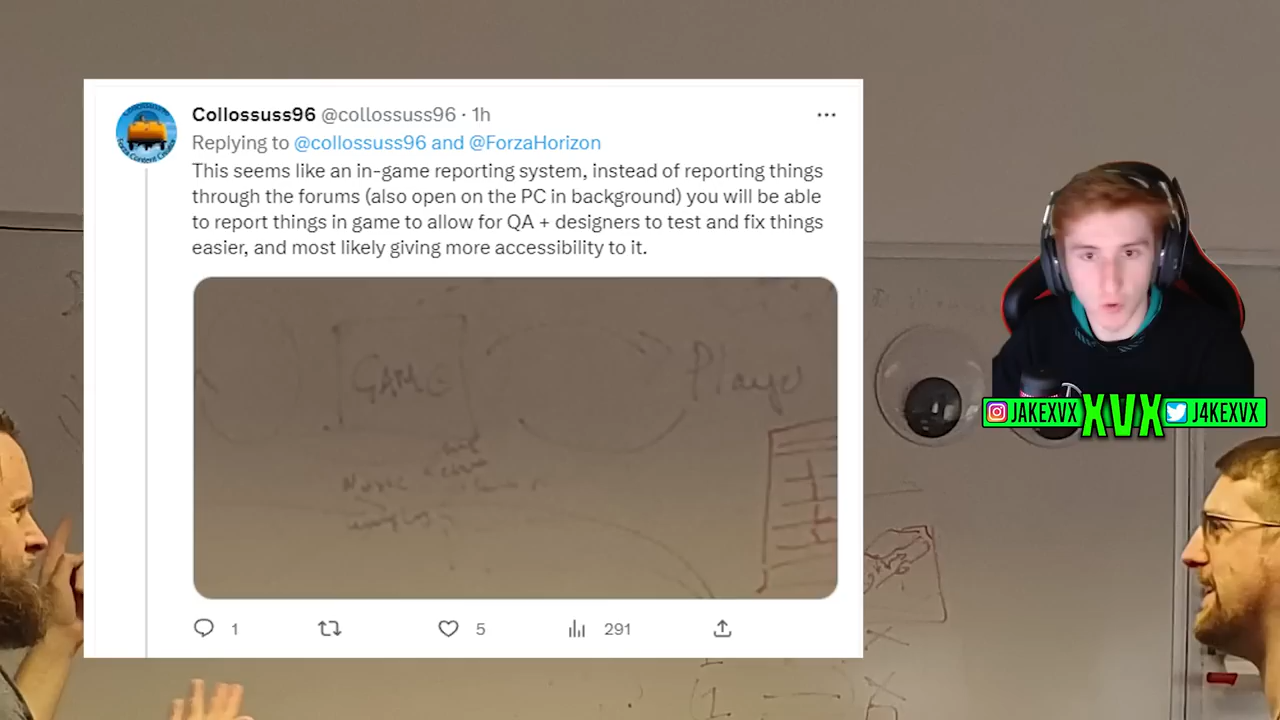 Collossuss96 @collossuss96 · 1h
Replying to @collossuss96 and @ForzaHorizon
This seems like an in-game reporting system, instead of reporting things
through the forums (also open on the PC in background) you will be able
to report things in game to allow for QA + designers to test and fix things
easier, and most likely giving more accessibility to it.
GAME
Player
1
5
291
JAKEXVX XVX J4KEXVX